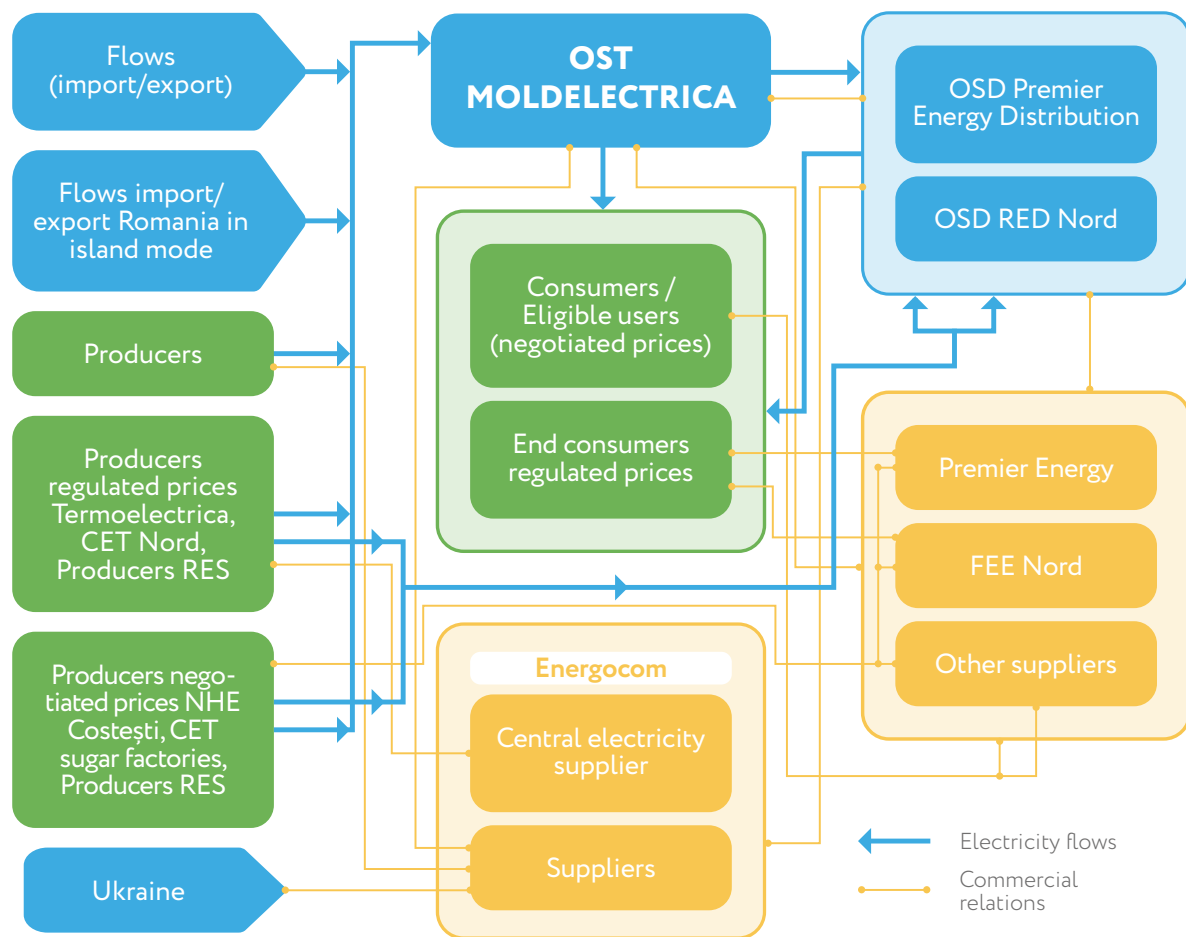 Flows
(import/export)
Flows import/
export Romania in
island mode
Producers
Producers
regulated prices
Termoelectrica,
CET Nord,
Producers RES
Producers nego-
tiated prices NHE
Costești, CET
sugar factories,
Producers RES
Ukraine
OST
MOLDELECTRICA
Consumers /
Eligible users
(negotiated prices)
End consumers
regulated prices
Energocom
Central electricity
supplier
Suppliers
OSD Premier
Energy Distribution
OSD RED Nord
Premier Energy
FEE Nord
Other suppliers
Electricity flows
Commercial
relations